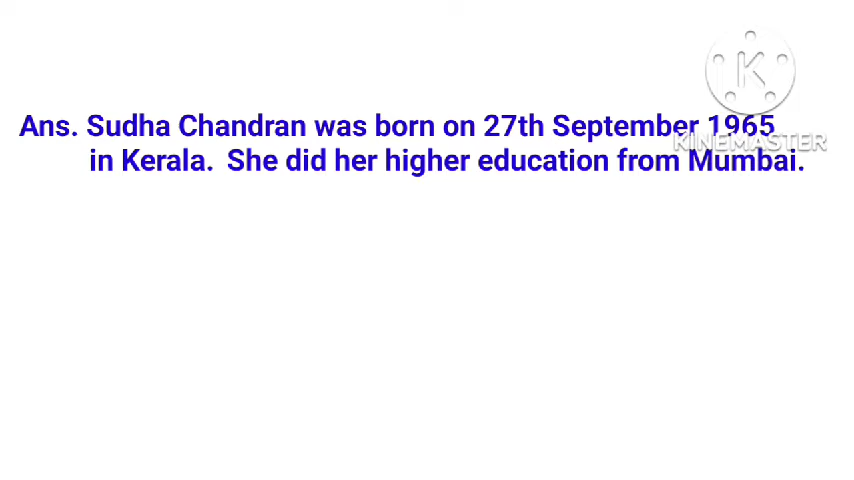 Ans. Sudha Chandran was born on 27th September 1965
in Kerala. She did her higher education from Mumbai.
K
KINEMASTER